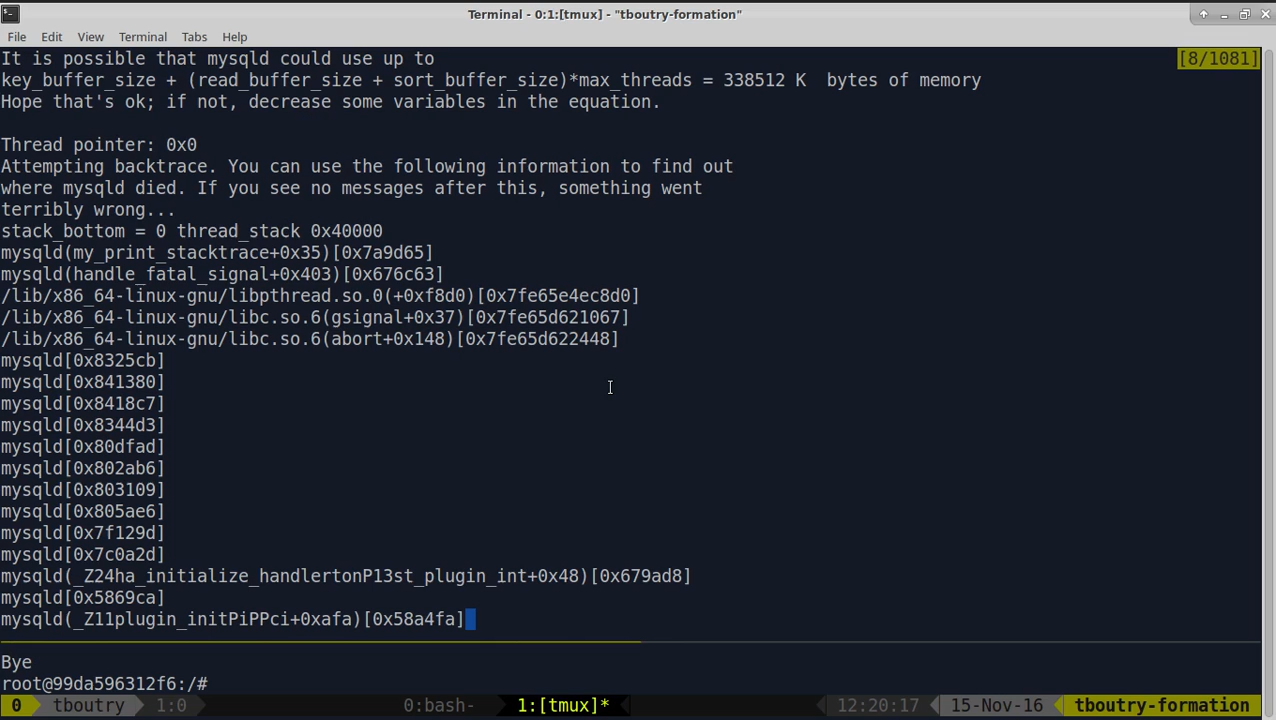 Terminal - 0:1:[tmux] - "tboutry-formation"
File Edit View Terminal Tabs Help
It is possible that mysqld could use up to [8/1081]
key_buffer_size + (read_buffer_size + sort_buffer_size)*max_threads = 338512 K  bytes of memory
Hope that's ok; if not, decrease some variables in the equation.
Thread pointer: 0x0
Attempting backtrace. You can use the following information to find out
where mysqld died. If you see no messages after this, something went
terribly wrong...
stack_bottom = 0 thread_stack 0x40000
mysqld(my_print_stacktrace+0x35)[0x7a9d65]
mysqld(handle_fatal_signal+0x403)[0x676c63]
/lib/x86_64-linux-gnu/libpthread.so.0(+0xf8d0)[0x7fe65e4ec8d0]
/lib/x86_64-linux-gnu/libc.so.6(gsignal+0x37)[0x7fe65d621067]
/lib/x86_64-linux-gnu/libc.so.6(abort+0x148)[0x7fe65d622448]
mysqld[0x8325cb]
mysqld[0x841380]
mysqld[0x8418c7]
mysqld[0x8344d3]
mysqld[0x80dfad]
mysqld[0x802ab6]
mysqld[0x803109]
mysqld[0x805ae6]
mysqld[0x7f129d]
mysqld[0x7c0a2d]
mysqld(_Z24ha_initialize_handlertonP13st_plugin_int+0x48)[0x679ad8]
mysqld[0x5869ca]
mysqld(_Z11plugin_initPiPPci+0xafa)[0x58a4fa]
Bye
root@99da596312f6:/#
0 tboutry 1:0 0:bash- 1:[tmux]* 12:20:17 15-Nov-16 tboutry-formation